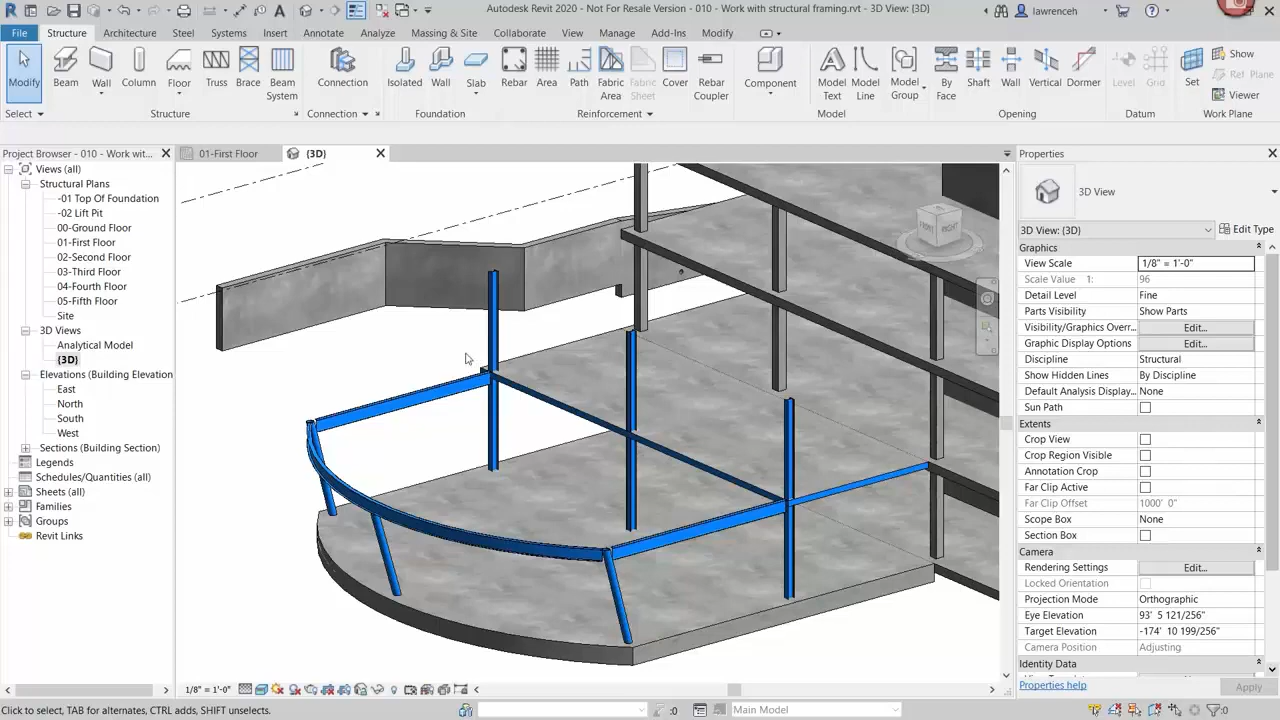 Autodesk Revit 2020 - Not For Resale Version - 010 - Work with structural framing.rvt - 3D View: {3D}
lawrenceh
File Structure Architecture Steel Systems Insert Annotate Analyze Massing & Site Collaborate View Manage Add-Ins Modify
Modify Beam Wall Column Floor Truss Brace Beam System Connection Isolated Wall Slab Rebar Area Path Fabric Area Fabric Sheet Cover Rebar Coupler Component Model Text Model Line Model Group By Face Shaft Wall Vertical Dormer Level Grid Set Show
Ref Plane
Viewer
Select Structure Connection Foundation Reinforcement Model Opening Datum Work Plane
Project Browser - 010 - Work wit...
01-First Floor
{3D}
Properties
Views (all)
Structural Plans
-01 Top Of Foundation
-02 Lift Pit
00-Ground Floor
01-First Floor
02-Second Floor
03-Third Floor
04-Fourth Floor
05-Fifth Floor
Site
3D Views
Analytical Model
{3D}
Elevations (Building Elevation
East
North
South
West
Sections (Building Section)
Legends
Schedules/Quantities (all)
Sheets (all)
Families
Groups
Revit Links
FRONT
RIGHT
3D View
3D View: {3D} Edit Type
Graphics
View Scale 1/8" = 1'-0"
Scale Value 1: 96
Detail Level Fine
Parts Visibility Show Parts
Visibility/Graphics Overr... Edit...
Graphic Display Options Edit...
Discipline Structural
Show Hidden Lines By Discipline
Default Analysis Display... None
Sun Path
Extents
Crop View
Crop Region Visible
Annotation Crop
Far Clip Active
Far Clip Offset 1000' 0"
Scope Box None
Section Box
Camera
Rendering Settings Edit...
Locked Orientation
Projection Mode Orthographic
Eye Elevation 93' 5 121/256"
Target Elevation -174' 10 199/256"
Camera Position Adjusting
Identity Data
Properties help Apply
1/8" = 1'-0"
Click to select, TAB for alternates, CTRL adds, SHIFT unselects.
:0
Main Model
:0